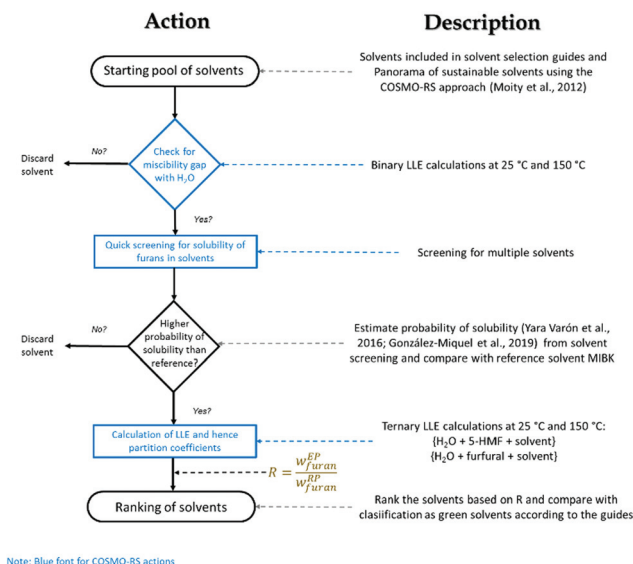 Action
Description
Starting pool of solvents
Solvents included in solvent selection guides and
Panorama of sustainable solvents using the
COSMO-RS approach (Moity et al., 2012)
Check for
miscibility gap
with H₂O
No?
Discard
solvent
Binary LLE calculations at 25 °C and 150 °C
Yes?
Quick screening for solubility of
furans in solvents
Screening for multiple solvents
Higher
probability of
solubility than
reference?
No?
Discard
solvent
Estimate probability of solubility (Yara Varón et al.,
2016; González-Miquel et al., 2019) from solvent
screening and compare with reference solvent MIBK
Yes?
Calculation of LLE and hence
partition coefficients
Ternary LLE calculations at 25 °C and 150 °C:
{H₂O + 5-HMF + solvent}
{H₂O + furfural + solvent}
R = w_{furan}^{EP} / w_{furan}^{RP}
Ranking of solvents
Rank the solvents based on R and compare with
clasiification as green solvents according to the guides
Note: Blue font for COSMO-RS actions